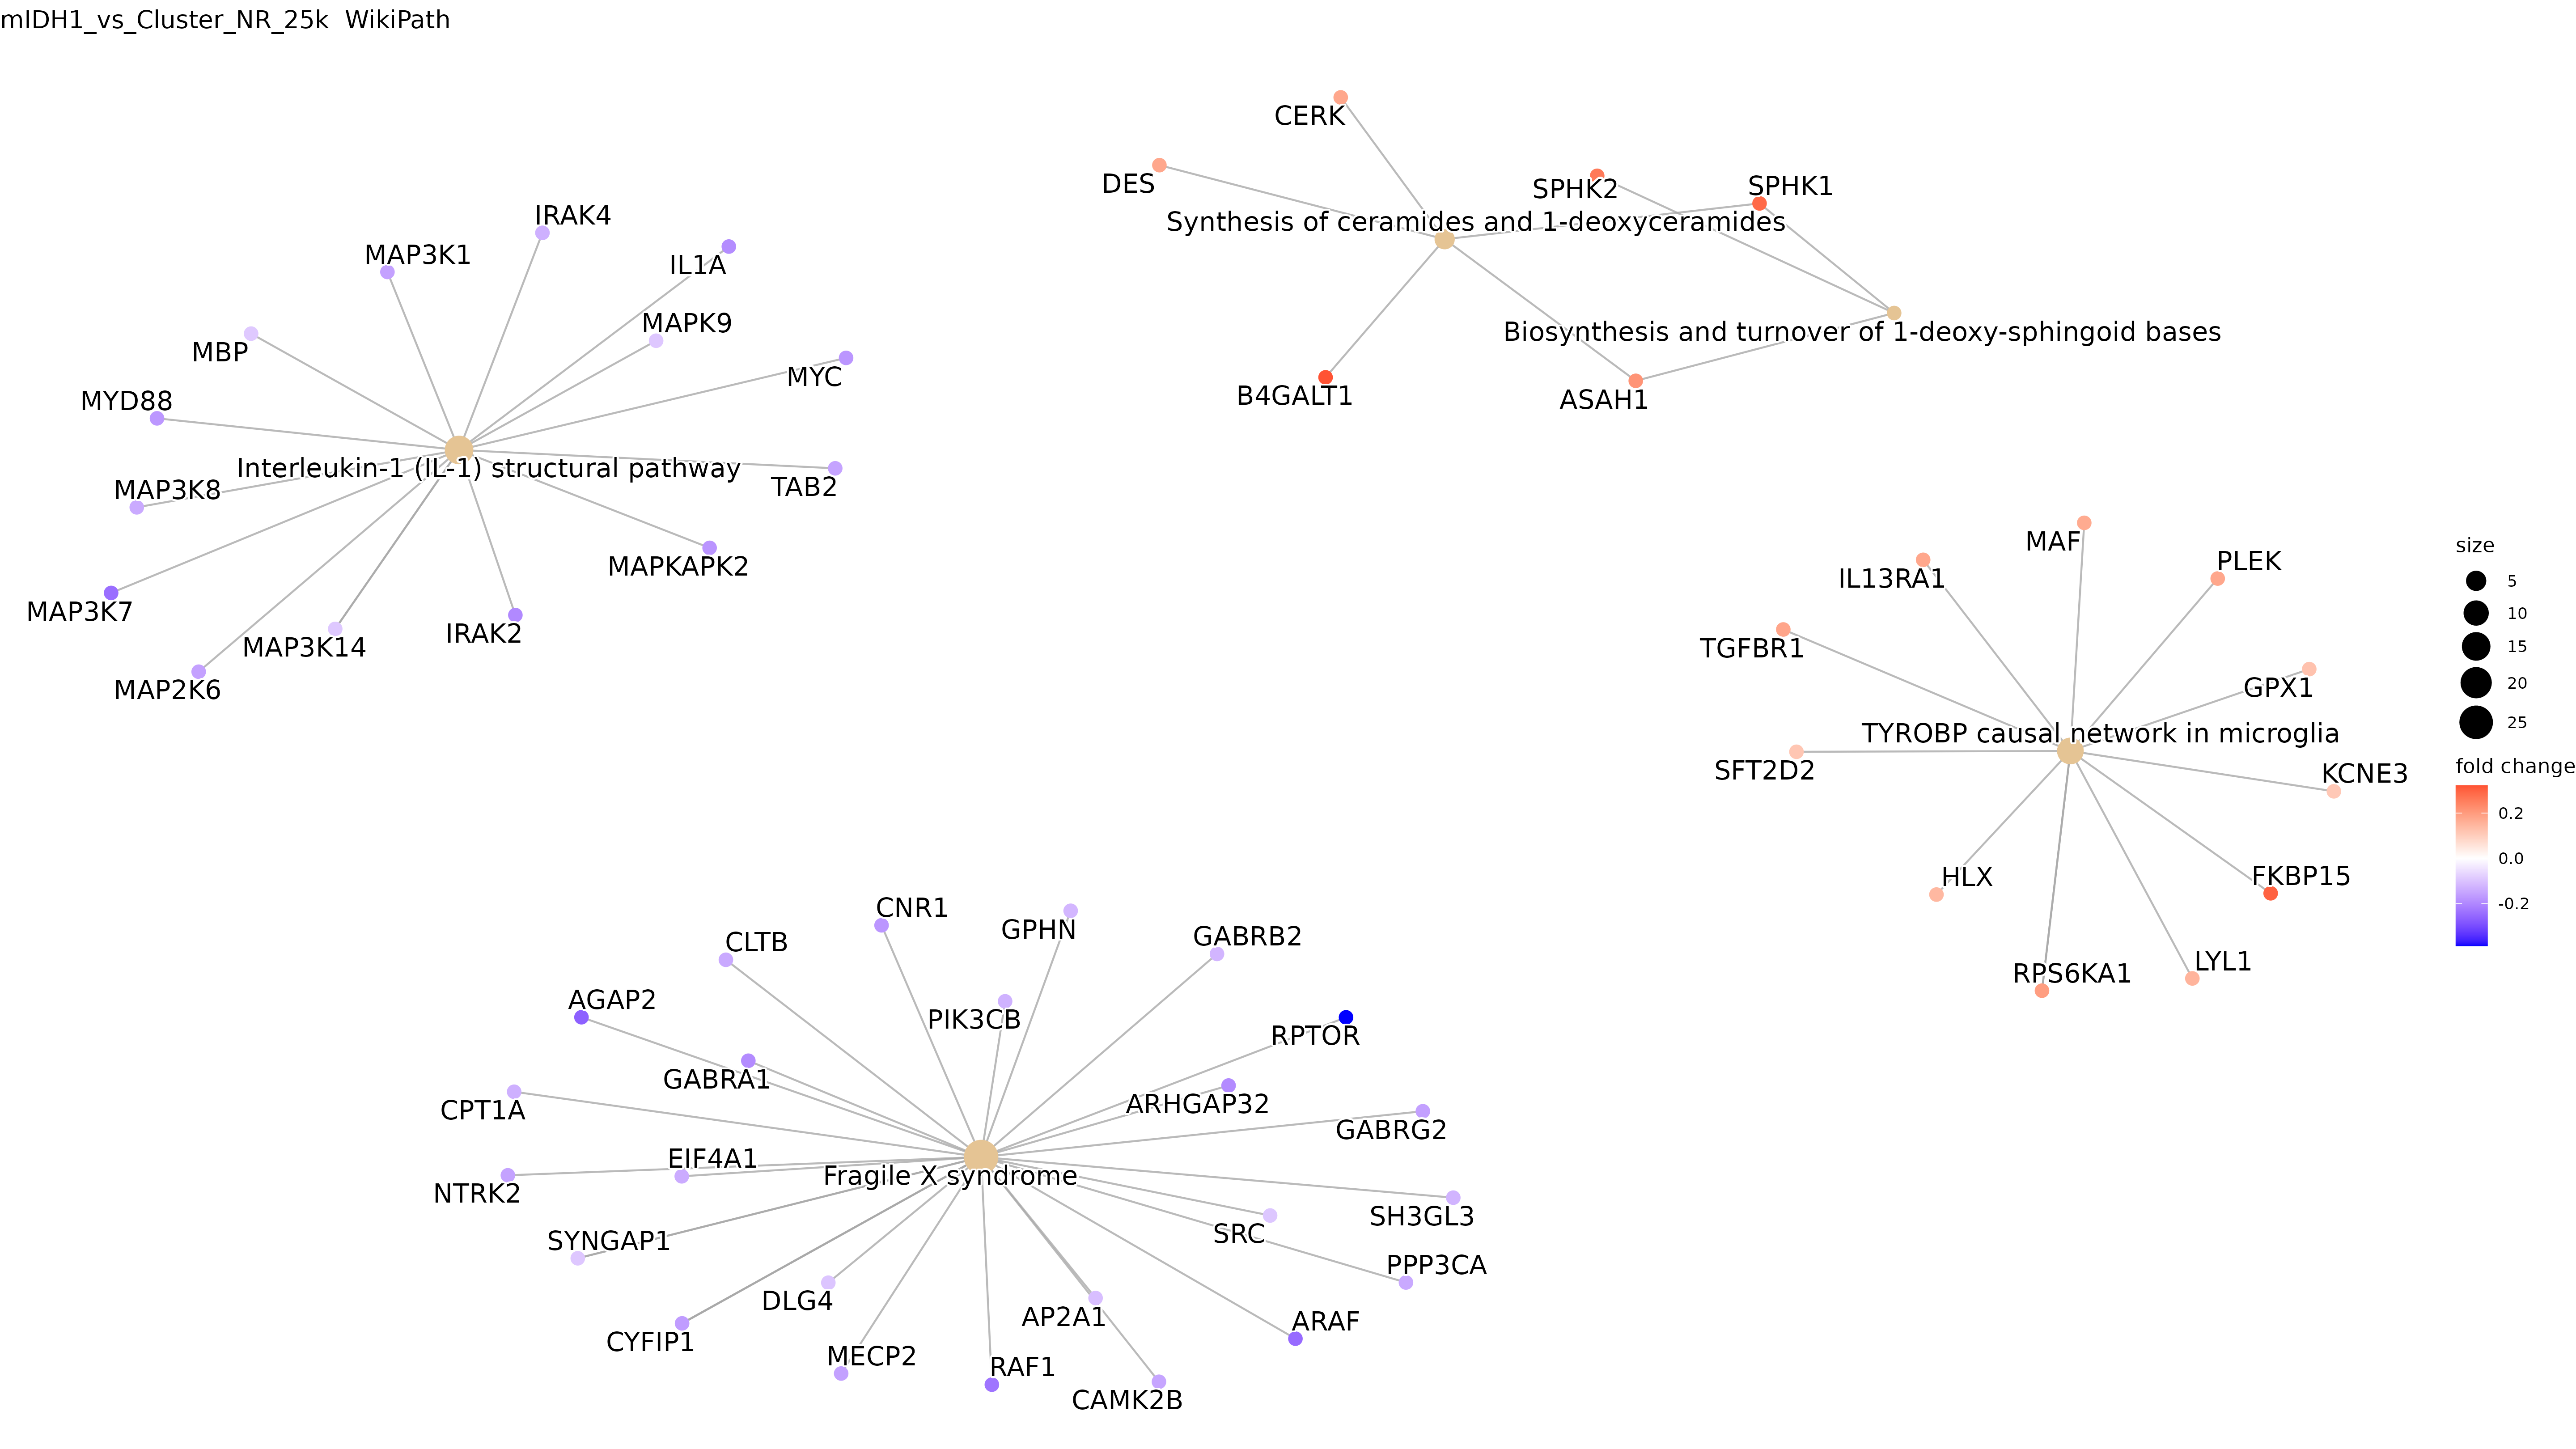 mIDH1_vs_Cluster_NR_25k  WikiPath
CERK
DES
SPHK2
SPHK1
Synthesis of ceramides and 1-deoxyceramides
Biosynthesis and turnover of 1-deoxy-sphingoid bases
B4GALT1
ASAH1
IRAK4
MAP3K1
IL1A
MAPK9
MBP
MYC
MYD88
Interleukin-1 (IL-1) structural pathway
TAB2
MAP3K8
MAPKAPK2
MAP3K7
IRAK2
MAP3K14
MAP2K6
MAF
PLEK
IL13RA1
TGFBR1
GPX1
TYROBP causal network in microglia
SFT2D2
KCNE3
HLX
FKBP15
RPS6KA1
LYL1
size
5
10
15
20
25
fold change
0.2
0.0
-0.2
CNR1
GPHN
GABRB2
CLTB
AGAP2
PIK3CB
RPTOR
GABRA1
ARHGAP32
CPT1A
GABRG2
EIF4A1
Fragile X syndrome
NTRK2
SH3GL3
SRC
SYNGAP1
PPP3CA
DLG4
AP2A1
ARAF
CYFIP1
MECP2
RAF1
CAMK2B